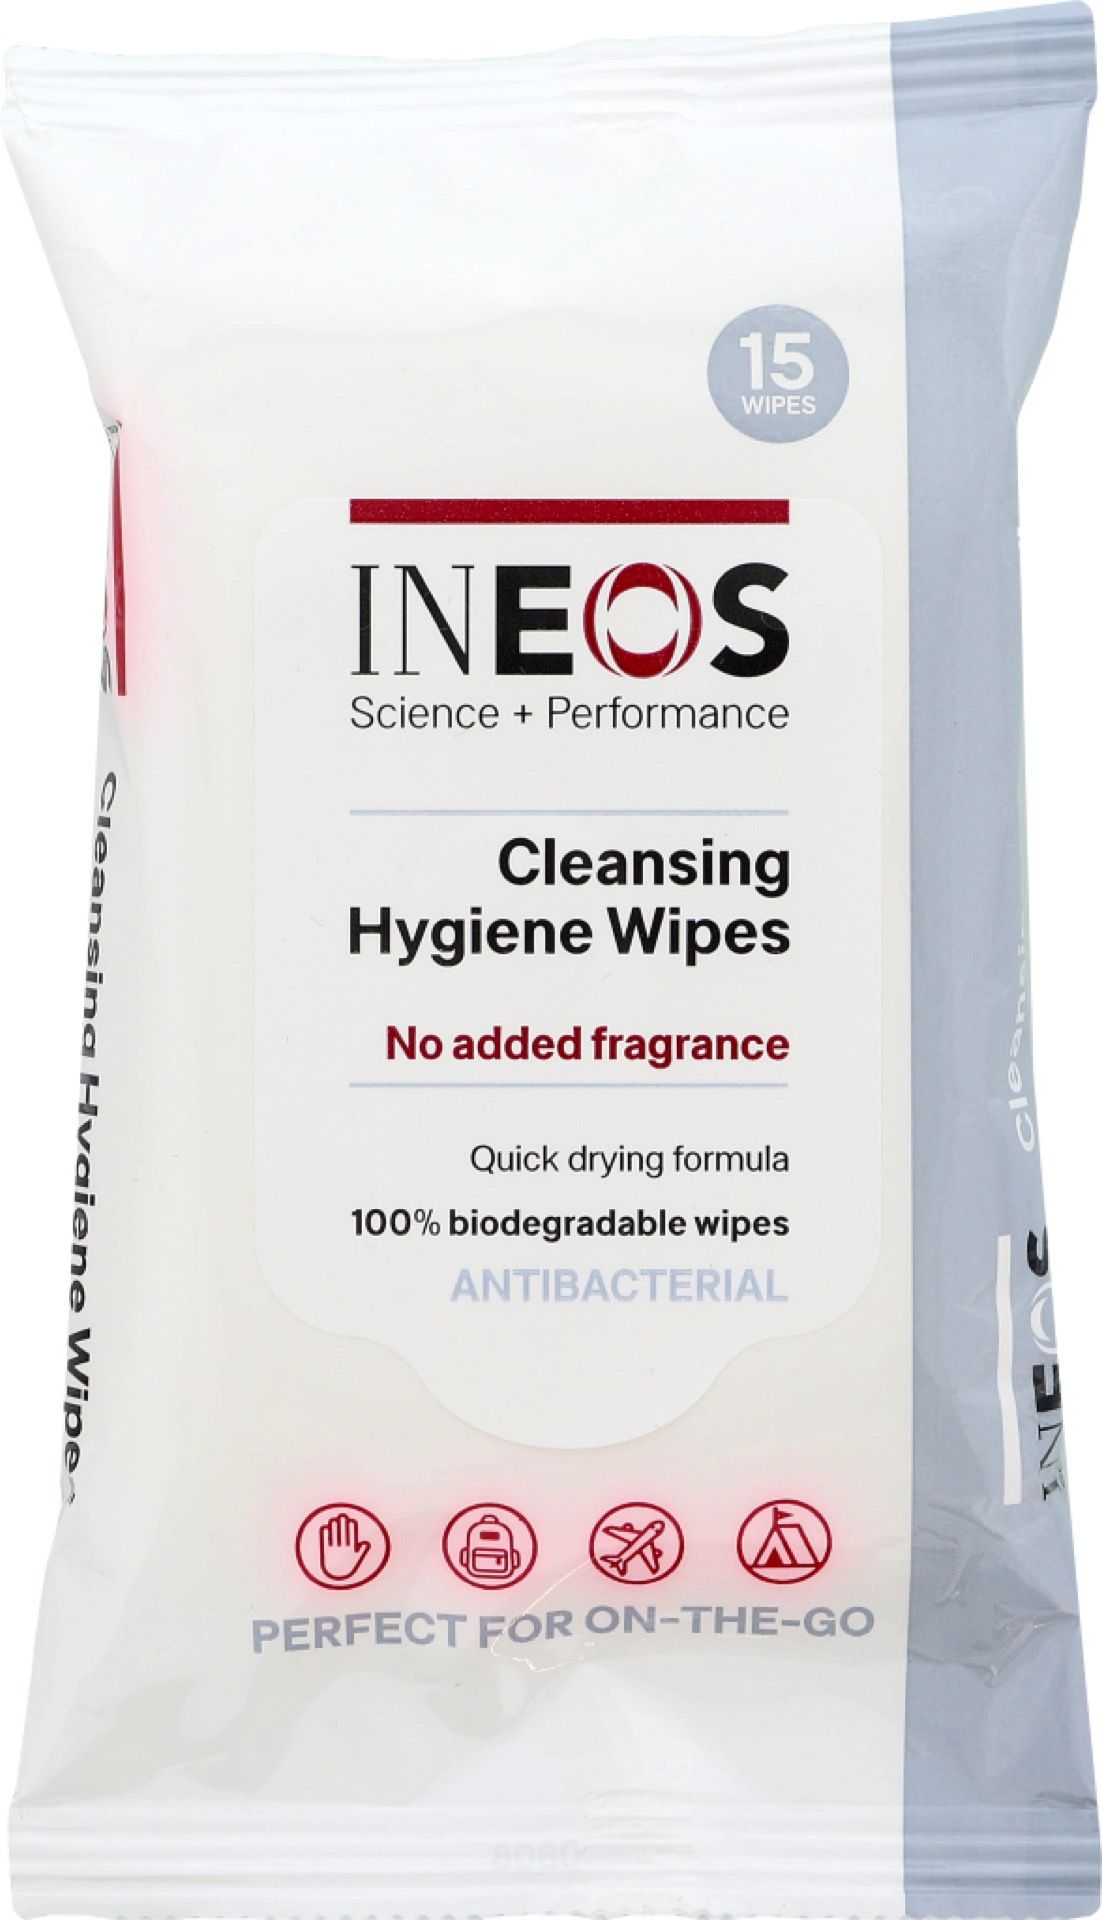 15
WIPES
INEOS
Science + Performance
Cleansing
Hygiene Wipes
No added fragrance
Quick drying formula
100% biodegradable wipes
ANTIBACTERIAL
PERFECT FOR ON-THE-GO
Cleansing Hygiene Wipes
INEOS